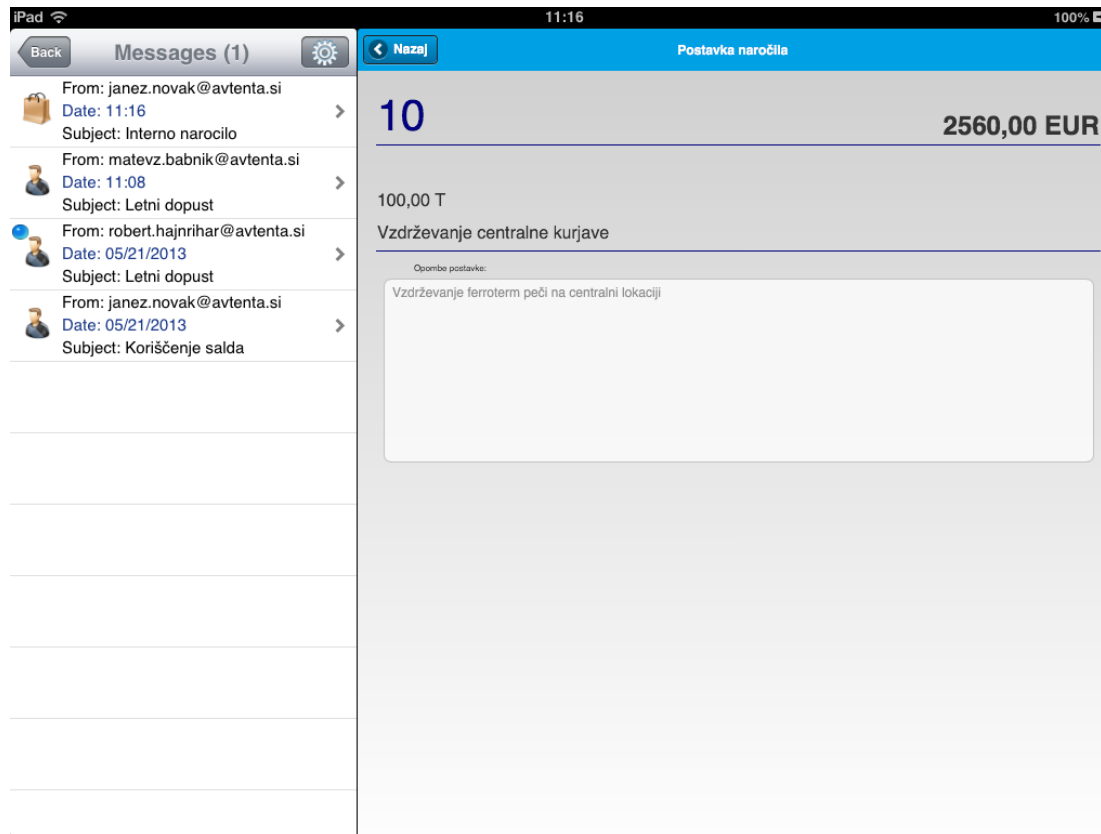 iPad 11:16 100%
Back Messages (1)
From: janez.novak@avtenta.si
Date: 11:16
Subject: Interno narocilo
From: matevz.babnik@avtenta.si
Date: 11:08
Subject: Letni dopust
From: robert.hajnrihar@avtenta.si
Date: 05/21/2013
Subject: Letni dopust
From: janez.novak@avtenta.si
Date: 05/21/2013
Subject: Koriščenje salda
Nazaj Postavka naročila
10 2560,00 EUR
100,00 T
Vzdrževanje centralne kurjave
Opombe postavke:
Vzdrževanje ferroterm peči na centralni lokaciji